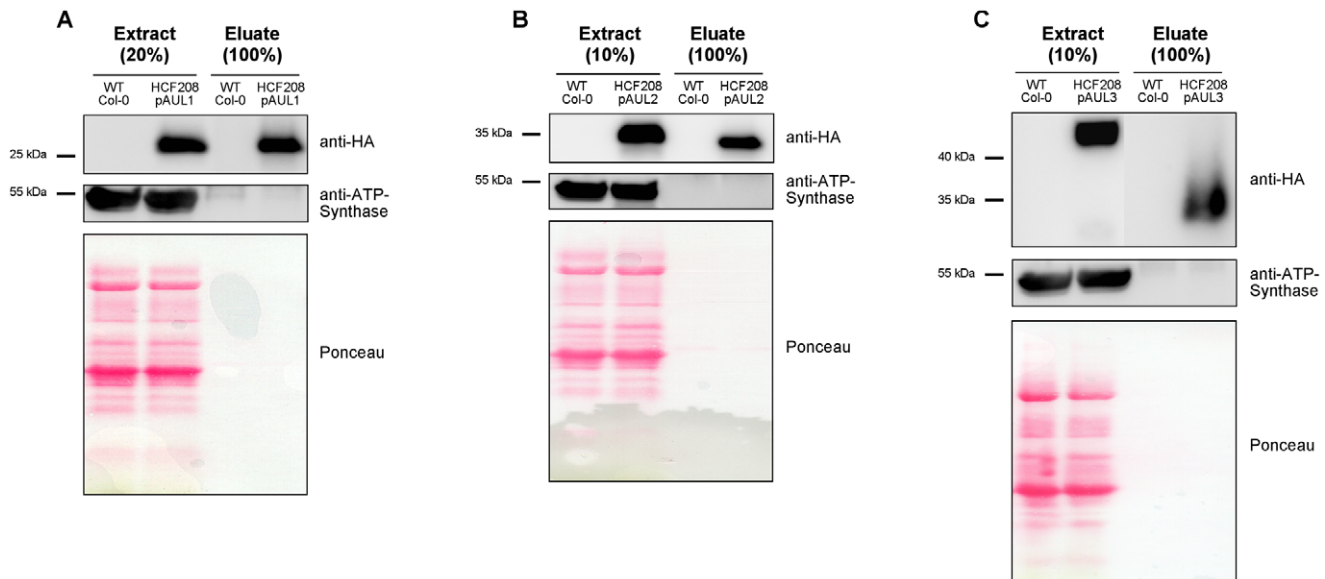 A
Extract
(20%)
Eluate
(100%)
WT
Col-0
HCF208
pAUL1
WT
Col-0
HCF208
pAUL1
25 kDa
anti-HA
55 kDa
anti-ATP-
Synthase
Ponceau
B
Extract
(10%)
Eluate
(100%)
WT
Col-0
HCF208
pAUL2
WT
Col-0
HCF208
pAUL2
35 kDa
anti-HA
55 kDa
anti-ATP-
Synthase
Ponceau
C
Extract
(10%)
Eluate
(100%)
WT
Col-0
HCF208
pAUL3
WT
Col-0
HCF208
pAUL3
40 kDa
35 kDa
anti-HA
55 kDa
anti-ATP-
Synthase
Ponceau